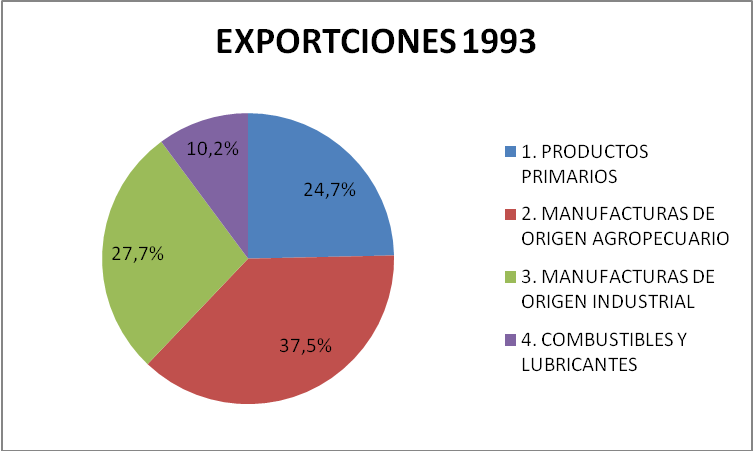 EXPORTCIONES 1993
10,2%
24,7%
27,7%
37,5%
1. PRODUCTOS
PRIMARIOS
2. MANUFACTURAS DE
ORIGEN AGROPECUARIO
3. MANUFACTURAS DE
ORIGEN INDUSTRIAL
4. COMBUSTIBLES Y
LUBRICANTES